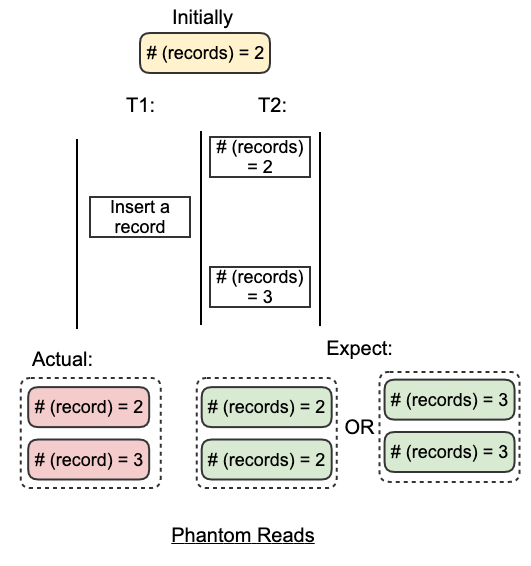 Initially
# (records) = 2
T1:
T2:
# (records)
= 2
Insert a
record
# (records)
= 3
Actual:
Expect:
# (record) = 2
# (record) = 3
# (records) = 2
# (records) = 2
OR
# (records) = 3
# (records) = 3
Phantom Reads